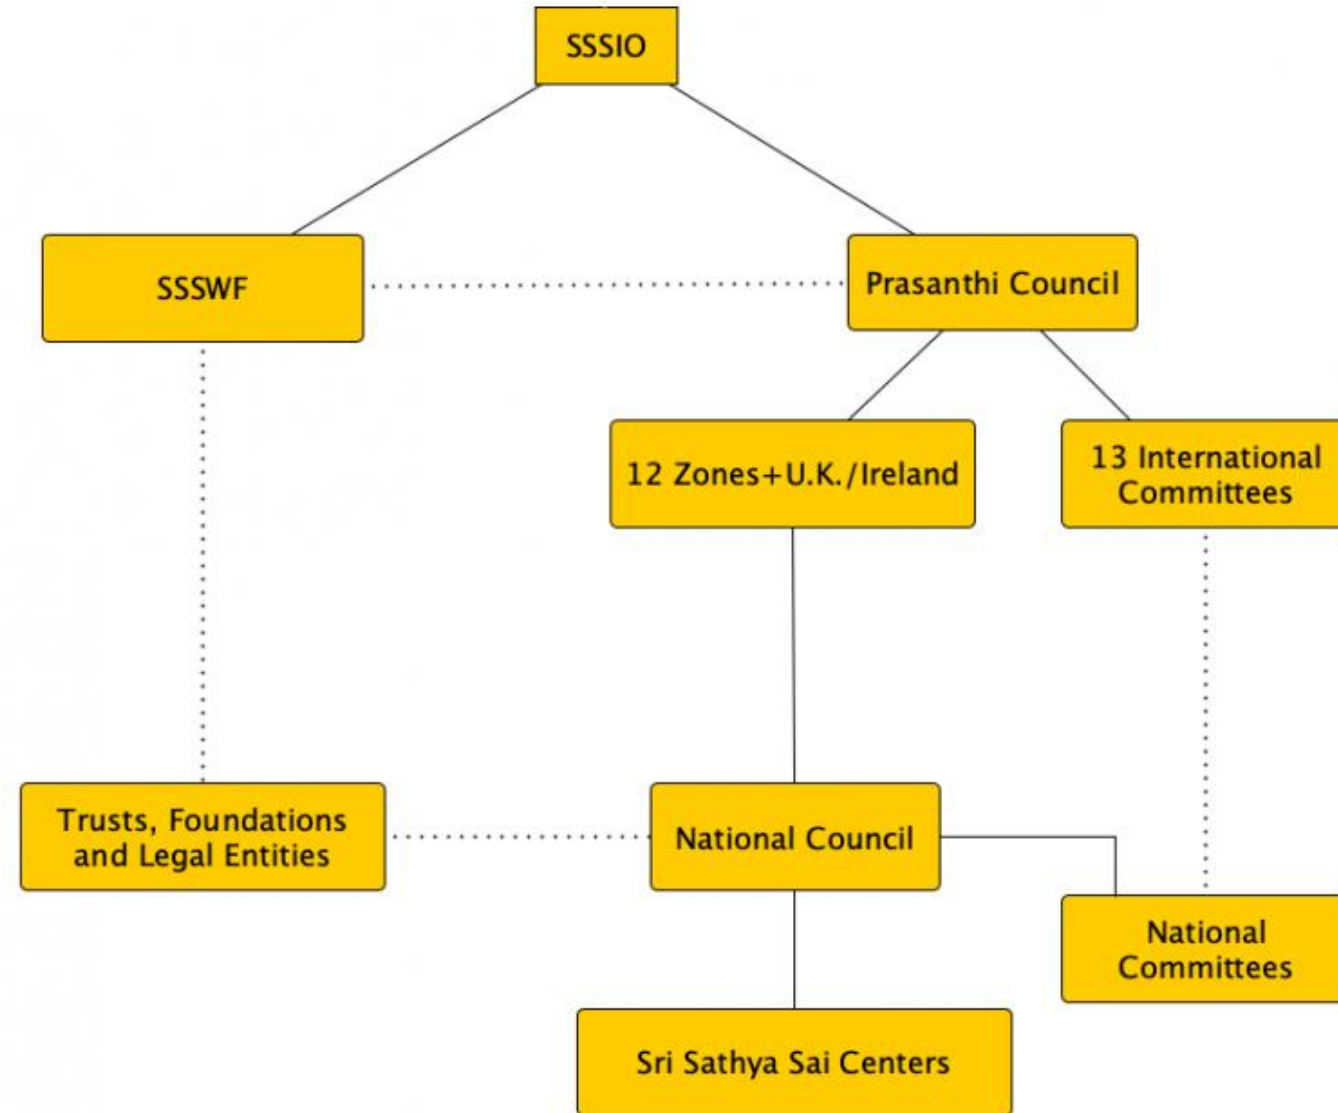 SSSIO
SSSWF
Prasanthi Council
12 Zones+U.K./Ireland
13 International
Committees
Trusts, Foundations
and Legal Entities
National Council
National
Committees
Sri Sathya Sai Centers